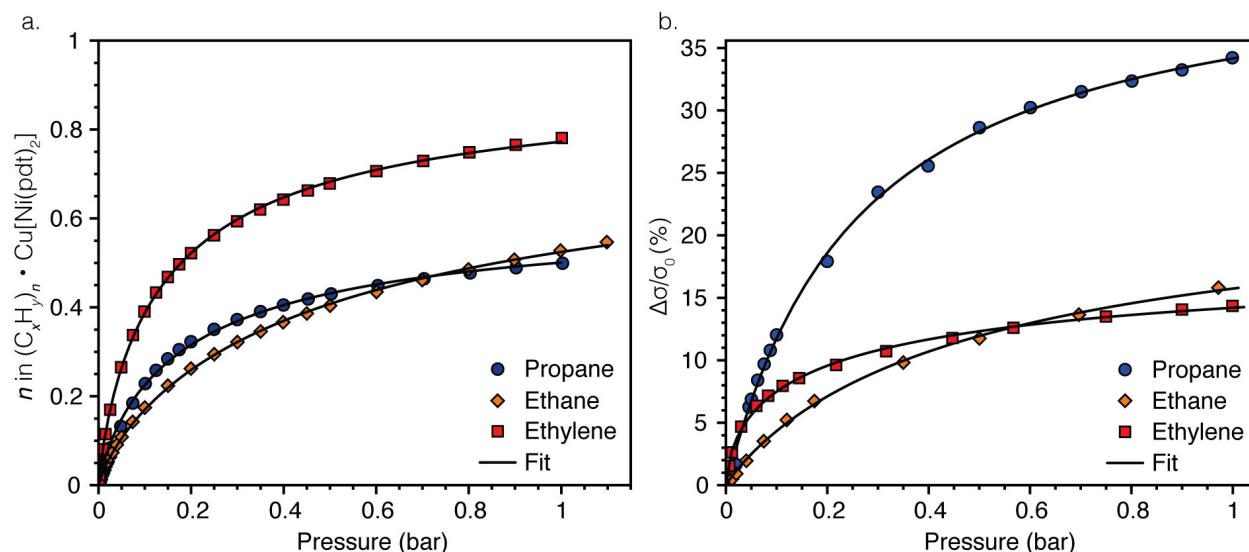 a.
n in (CₓHᵧ)ₙ • Cu[Ni(pdt)₂]
1
0.8
0.6
0.4
0.2
0
0
0.2
0.4
0.6
0.8
1
Pressure (bar)
Propane
Ethane
Ethylene
Fit
b.
Δσ/σ₀ (%)
35
30
25
20
15
10
5
0
0
0.2
0.4
0.6
0.8
1
Pressure (bar)
Propane
Ethane
Ethylene
Fit